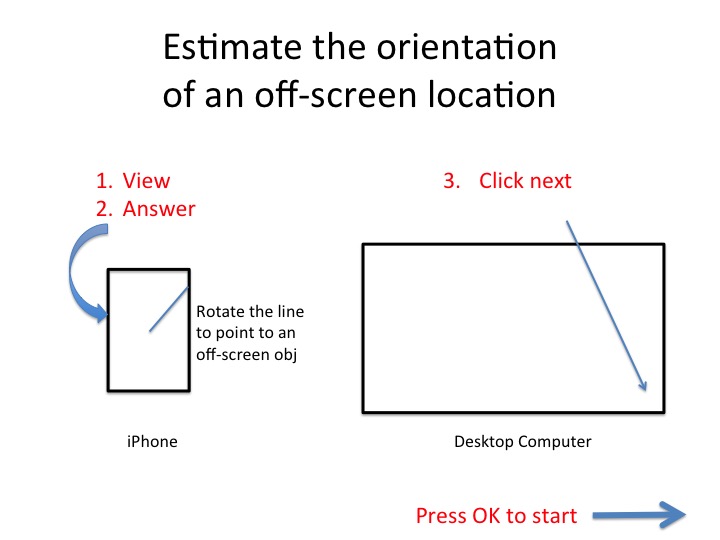 Estimate the orientation
of an off-screen location
1. View
2. Answer
3. Click next
Rotate the line
to point to an
off-screen obj
iPhone
Desktop Computer
Press OK to start